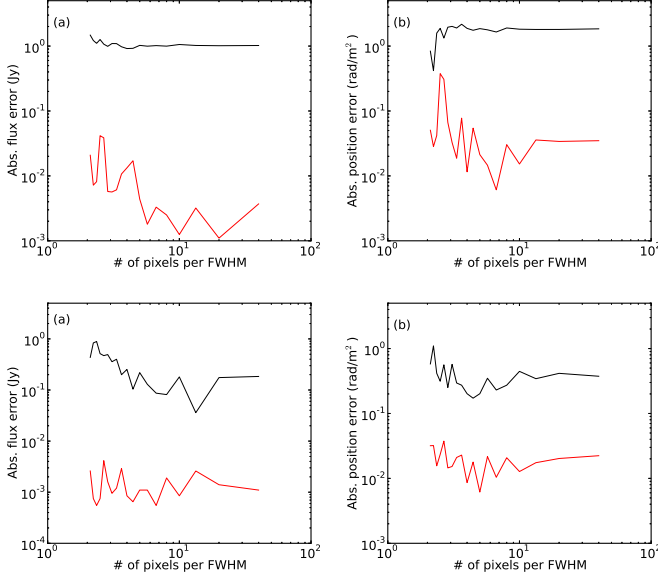 (a)
Abs. flux error (Jy)
10^0
10^-1
10^-2
10^-3
10^0 10^1 10^2
# of pixels per FWHM
(b)
Abs. position error (rad/m^2 )
10^0
10^-1
10^-2
10^-3
10^0 10^1 10^2
# of pixels per FWHM
(a)
Abs. flux error (Jy)
10^0
10^-1
10^-2
10^-3
10^-4
10^0 10^1 10^2
# of pixels per FWHM
(b)
Abs. position error (rad/m^2 )
10^0
10^-1
10^-2
10^-3
10^0 10^1 10^2
# of pixels per FWHM